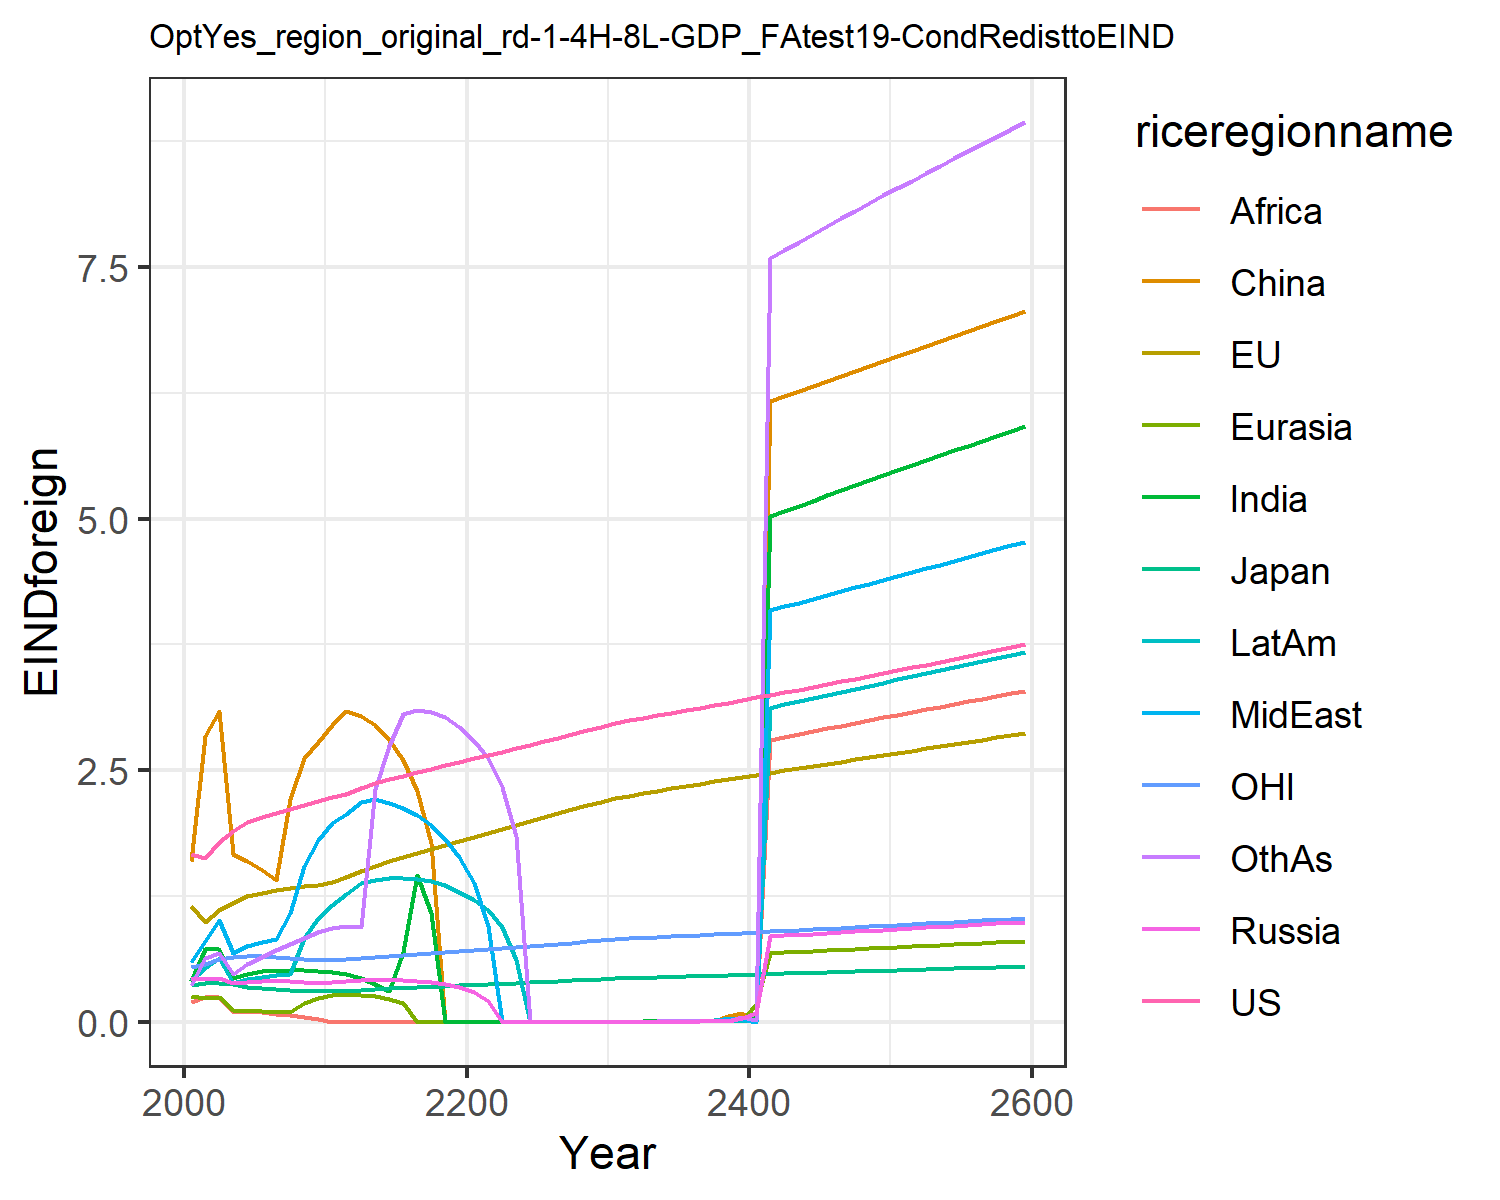 OptYes_region_original_rd-1-4H-8L-GDP_FAtest19-CondRedisttoEIND
riceregionname
Africa
China
EU
Eurasia
India
Japan
LatAm
MidEast
OHI
OthAs
Russia
US
EINDforeign
7.5
5.0
2.5
0.0
2000
2200
2400
2600
Year